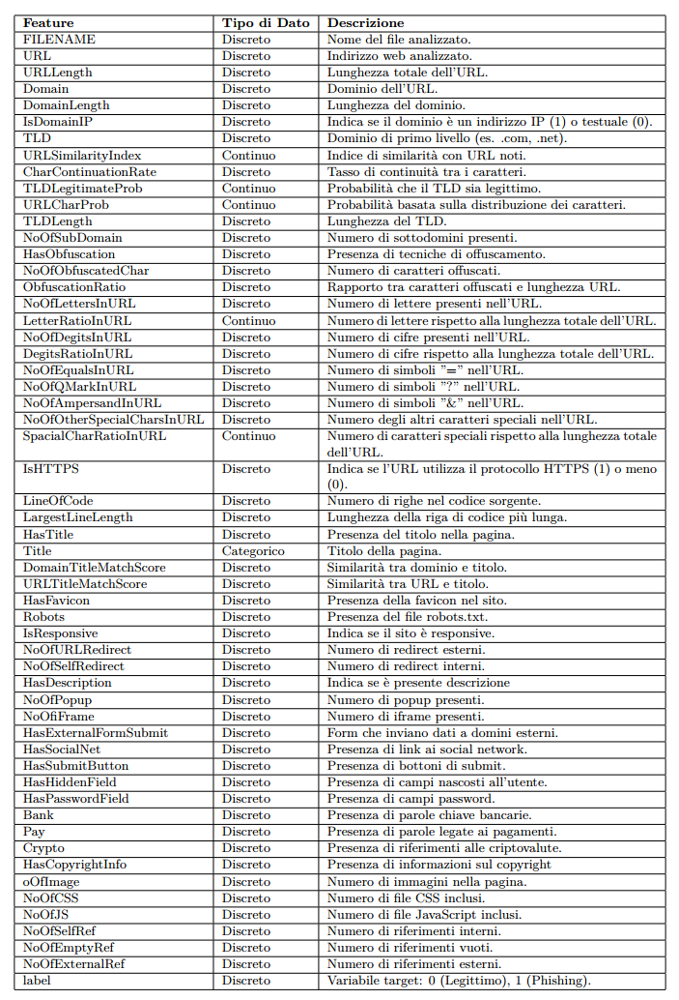 Feature Tipo di Dato Descrizione
FILENAME Discreto Nome del file analizzato.
URL Discreto Indirizzo web analizzato.
URLLength Discreto Lunghezza totale dell'URL.
Domain Discreto Dominio dell'URL.
DomainLength Discreto Lunghezza del dominio.
IsDomainIP Discreto Indica se il dominio è un indirizzo IP (1) o testuale (0).
TLD Discreto Dominio di primo livello (es. .com, .net).
URLSimilarityIndex Continuo Indice di similarità con URL noti.
CharContinuationRate Discreto Tasso di continuità tra i caratteri.
TLDLegitimateProb Continuo Probabilità che il TLD sia legittimo.
URLCharProb Continuo Probabilità basata sulla distribuzione dei caratteri.
TLDLength Discreto Lunghezza del TLD.
NoOfSubDomain Discreto Numero di sottodomini presenti.
HasObfuscation Discreto Presenza di tecniche di offuscamento.
NoOfObfuscatedChar Discreto Numero di caratteri offuscati.
ObfuscationRatio Discreto Rapporto tra caratteri offuscati e lunghezza URL.
NoOfLettersInURL Discreto Numero di lettere presenti nell'URL.
LetterRatioInURL Continuo Numero di lettere rispetto alla lunghezza totale dell'URL.
NoOfDegitsInURL Discreto Numero di cifre presenti nell'URL.
DegitsRatioInURL Discreto Numero di cifre rispetto alla lunghezza totale dell'URL.
NoOfEqualsInURL Discreto Numero di simboli "=" nell'URL.
NoOfQMarkInURL Discreto Numero di simboli "?" nell'URL.
NoOfAmpersandInURL Discreto Numero di simboli "&" nell'URL.
NoOfOtherSpecialCharsInURL Discreto Numero degli altri caratteri speciali nell'URL.
SpacialCharRatioInURL Continuo Numero di caratteri speciali rispetto alla lunghezza totale
dell'URL.
IsHTTPS Discreto Indica se l'URL utilizza il protocollo HTTPS (1) o meno
(0).
LineOfCode Discreto Numero di righe nel codice sorgente.
LargestLineLength Discreto Lunghezza della riga di codice più lunga.
HasTitle Discreto Presenza del titolo nella pagina.
Title Categorico Titolo della pagina.
DomainTitleMatchScore Discreto Similarità tra dominio e titolo.
URLTitleMatchScore Discreto Similarità tra URL e titolo.
HasFavicon Discreto Presenza della favicon nel sito.
Robots Discreto Presenza del file robots.txt.
IsResponsive Discreto Indica se il sito è responsive.
NoOfURLRedirect Discreto Numero di redirect esterni.
NoOfSelfRedirect Discreto Numero di redirect interni.
HasDescription Discreto Indica se è presente descrizione
NoOfPopup Discreto Numero di popup presenti.
NoOfiFrame Discreto Numero di iframe presenti.
HasExternalFormSubmit Discreto Form che inviano dati a domini esterni.
HasSocialNet Discreto Presenza di link ai social network.
HasSubmitButton Discreto Presenza di bottoni di submit.
HasHiddenField Discreto Presenza di campi nascosti all'utente.
HasPasswordField Discreto Presenza di campi password.
Bank Discreto Presenza di parole chiave bancarie.
Pay Discreto Presenza di parole legate ai pagamenti.
Crypto Discreto Presenza di riferimenti alle criptovalute.
HasCopyrightInfo Discreto Presenza di informazioni sul copyright
oOfImage Discreto Numero di immagini nella pagina.
NoOfCSS Discreto Numero di file CSS inclusi.
NoOfJS Discreto Numero di file JavaScript inclusi.
NoOfSelfRef Discreto Numero di riferimenti interni.
NoOfEmptyRef Discreto Numero di riferimenti vuoti.
NoOfExternalRef Discreto Numero di riferimenti esterni.
label Discreto Variabile target: 0 (Legittimo), 1 (Phishing).